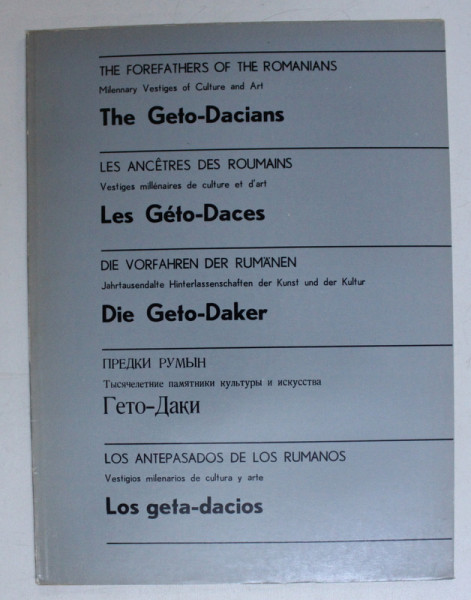 THE FOREFATHERS OF THE ROMANIANS
Milennary Vestiges of Culture and Art
The Geto-Dacians
LES ANCÊTRES DES ROUMAINS
Vestiges millénaires de culture et d'art
Les Géto-Daces
DIE VORFAHREN DER RUMÄNEN
Jahrtausendalte Hinterlassenschaften der Kunst und der Kultur
Die Geto-Daker
ПРЕДКИ РУМЫН
Тысячелетние памятники культуры и искусства
Гето-Даки
LOS ANTEPASADOS DE LOS RUMANOS
Vestigios milenarios de cultura y arte
Los geta-dacios